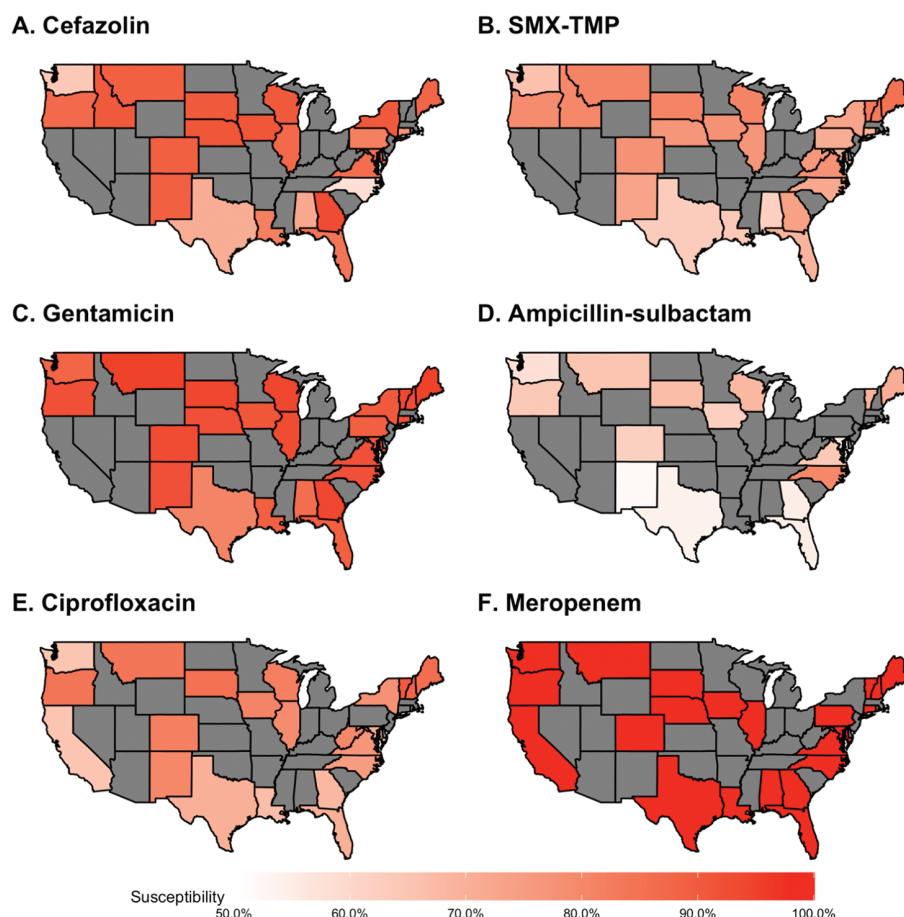 A. Cefazolin
B. SMX-TMP
C. Gentamicin
D. Ampicillin-sulbactam
E. Ciprofloxacin
F. Meropenem
Susceptibility
50.0% 60.0% 70.0% 80.0% 90.0% 100.0%